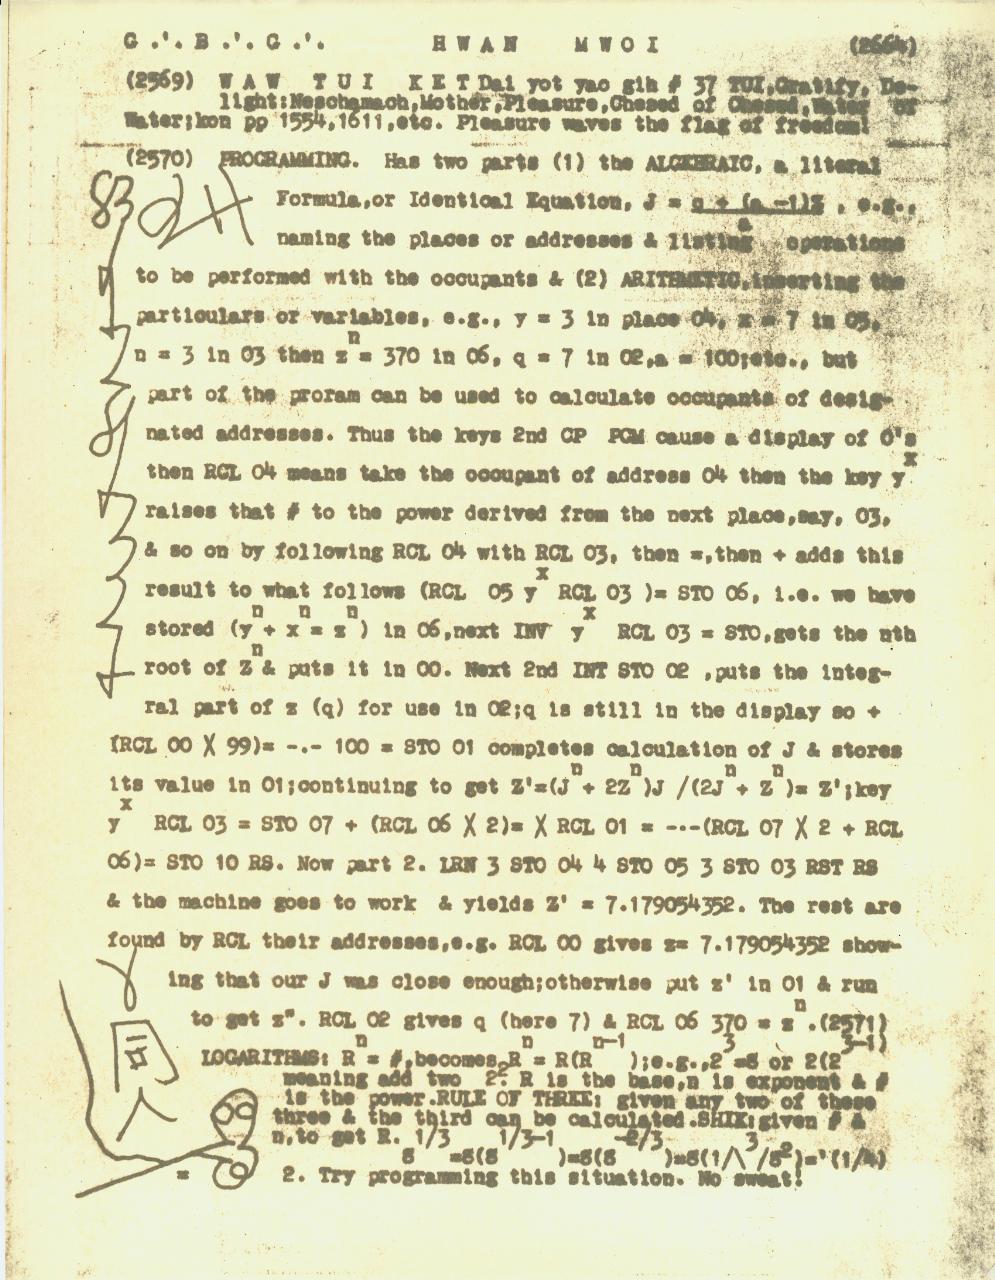 G .'. B .'. G .'. HWAN MWOI (2664)
(2569) WAW TUI KET Dai yot yac gih # 37 TUI,Gratify, De-
light:Neschamach,Mother,Pleasure,Chesed of Chesed,Water of
Water;kon pp 1554,1611,etc. Pleasure waves the flag of freedom!
(2570) PROGRAMMING. Has two parts (1) the ALGEBRAIC, a literal
83
Formula,or Identical Equation, J = q + (a -1)Z , e.g.,
a
naming the places or addresses & listing operations
to be performed with the occupants & (2) ARITHMETIC,inserting the
particulars or variables, e.g., y = 3 in place 04, x = 7 in 05,
n = 3 in 03 then z^n = 370 in 06, q = 7 in 02,a = 100;etc., but
part of the proram can be used to calculate occupants of desig-
nated addresses. Thus the keys 2nd CP PGM cause a display of 0's
then RCL 04 means take the occupant of address 04 then the key y^x
raises that # to the power derived from the next place,say, 03,
& so on by following RCL 04 with RCL 03, then =,then + adds this
result to what follows (RCL 05 y^x RCL 03 )= STO 06, i.e. we have
stored (y^n + x^n = z^n) in 06,next INV y^x RCL 03 = STO,gets the nth
root of Z^n & puts it in 00. Next 2nd INT STO 02 ,puts the integ-
ral part of z (q) for use in 02;q is still in the display so +
(RCL 00 X 99)= -.- 100 = STO 01 completes calculation of J & stores
its value in 01;continuing to get Z'=(J^n + 2Z^n)J /(2J^n + Z^n)= Z';key
y^x RCL 03 = STO 07 + (RCL 06 X 2)= X RCL 01 = -.-(RCL 07 X 2 + RCL
06)= STO 10 RS. Now part 2. LRN 3 STO 04 4 STO 05 3 STO 03 RST RS
& the machine goes to work & yields Z' = 7.179054352. The rest are
found by RCL their addresses,e.g. RCL 00 gives z= 7.179054352 show-
ing that our J was close enough;otherwise put z' in 01 & run
to get z". RCL 02 gives q (here 7) & RCL 06 370 = z^n.(2571)
LOGARITHMS: R^n = #,becomes R^n = R(R^n-1);e.g.,2^3 =8 or 2(2^3-1)
meaning add two 2^2. R is the base,n is exponent & #
is the power.RULE OF THREE: given any two of these
three & the third can be calculated.SHIK:given # &
n,to get R. 8^1/3 =8(8^1/3-1)=8(8^-2/3)=8(1/^3/\/8^2)='(1/4)
= 2. Try programming this situation. No sweat!